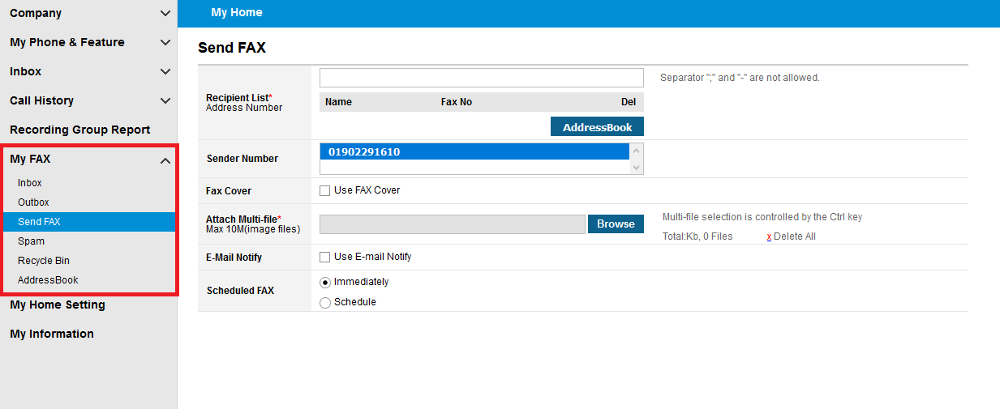 Company
My Phone & Feature
Inbox
Call History
Recording Group Report
My FAX
Inbox
Outbox
Send FAX
Spam
Recycle Bin
AddressBook
My Home Setting
My Information
My Home
Send FAX
Recipient List*
Address Number
Separator ";" and "-" are not allowed.
Name Fax No Del
AddressBook
Sender Number
01902291610
Fax Cover
Use FAX Cover
Attach Multi-file*
Max 10M(image files)
Browse
Multi-file selection is controlled by the Ctrl key
Total:Kb, 0 Files x Delete All
E-Mail Notify
Use E-mail Notify
Scheduled FAX
Immediately
Schedule